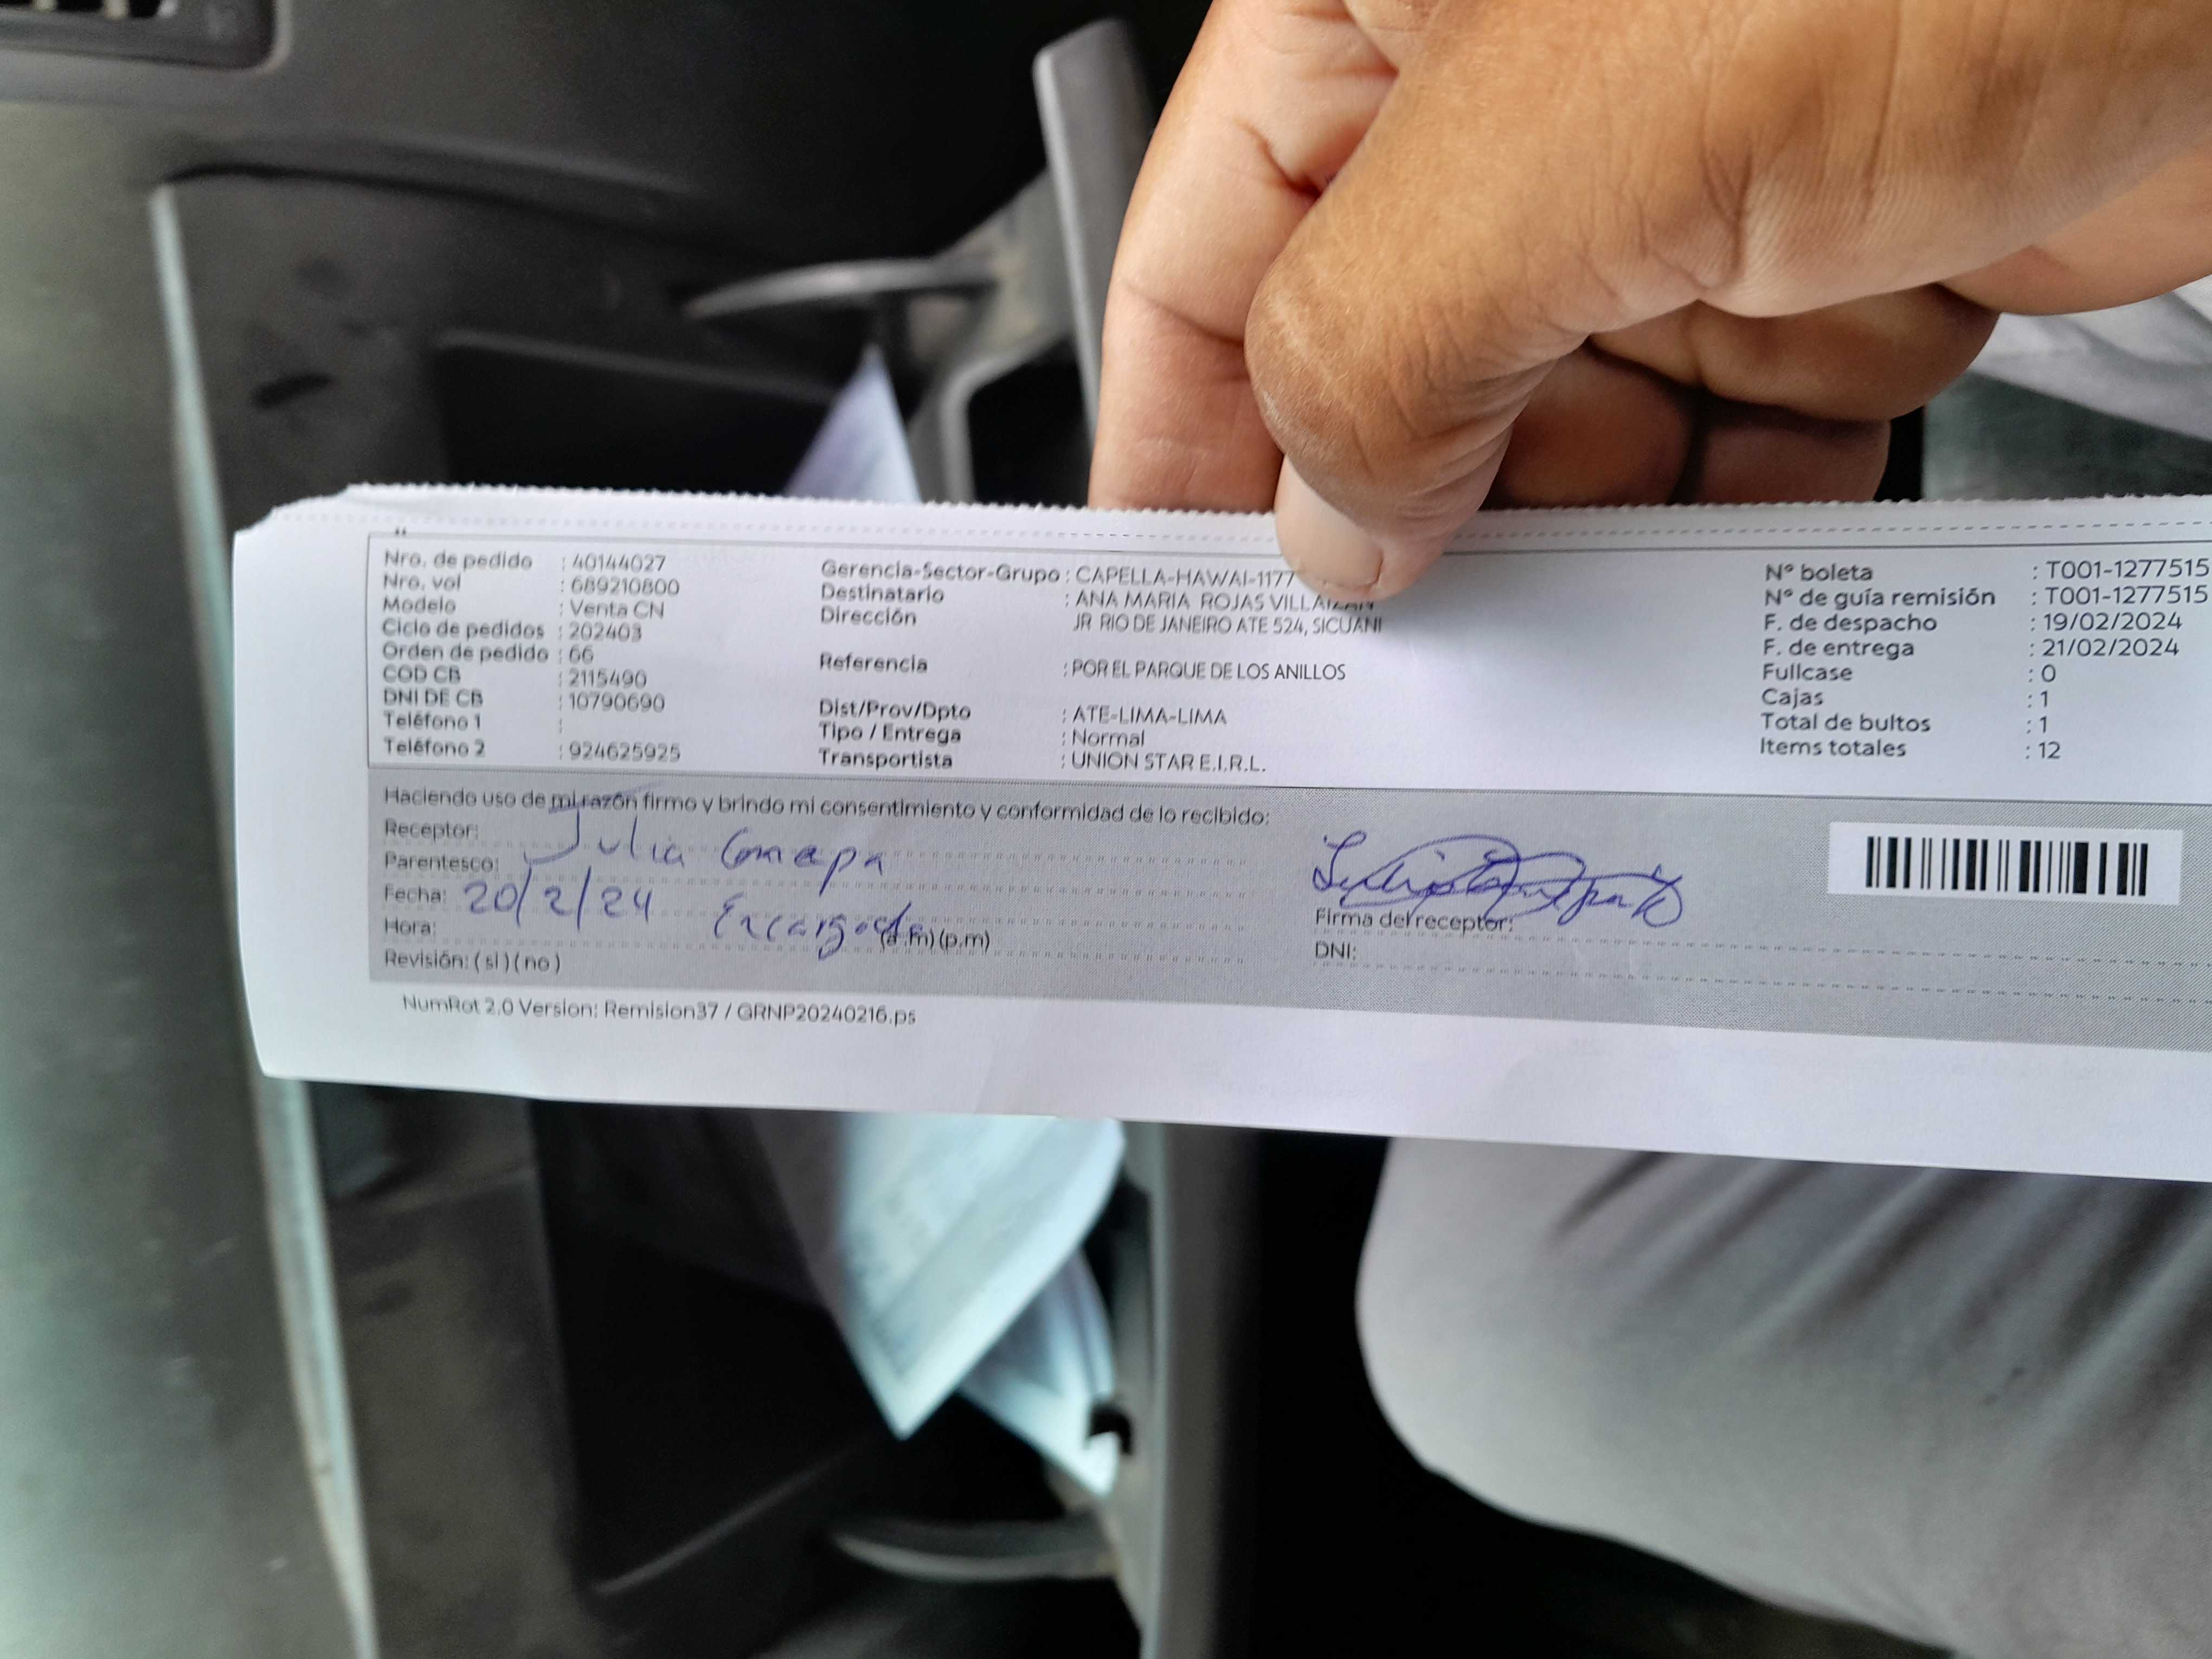 Nro. de pedido : 40144027
Nro. vol : 689210800
Modelo : Venta CN
Ciclo de pedidos : 202403
Orden de pedido : 66
COD CB : 2115490
DNI DE CB : 10790690
Teléfono 1 :
Teléfono 2 : 924625925
Gerencia-Sector-Grupo : CAPELLA-HAWAI-1177
Destinatario : ANA MARIA ROJAS VILLAIZAN
Dirección JR RIO DE JANEIRO ATE 524, SICUANI
Referencia : POR EL PARQUE DE LOS ANILLOS
Dist/Prov/Dpto : ATE-LIMA-LIMA
Tipo / Entrega : Normal
Transportista : UNION STAR E.I.R.L.
N° boleta : T001-1277515
N° de guía remisión : T001-1277515
F. de despacho : 19/02/2024
F. de entrega : 21/02/2024
Fullcase : 0
Cajas : 1
Total de bultos : 1
Items totales : 12
Haciendo uso de mi razón firmo y brindo mi consentimiento y conformidad de lo recibido:
Receptor: Julia
Parentesco:
Fecha: 20/2/24 Encargada
Hora: (a.m) (p.m)
Revisión: ( si ) ( no )
Firma del receptor:
DNI:
NumRot 2.0 Version: Remision37 / GRNP20240216.ps